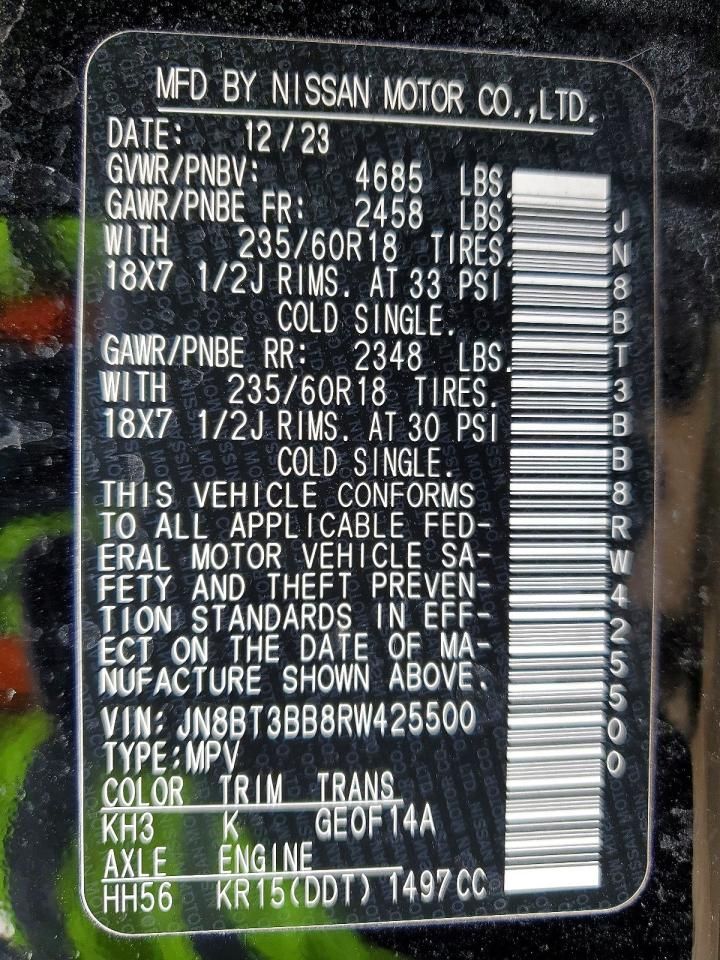 MFD BY NISSAN MOTOR CO.,LTD.
DATE: 12/23
GVWR/PNBV: 4685 LBS.
GAWR/PNBE FR: 2458 LBS.
WITH 235/60R18 TIRES.
18X7 1/2J RIMS. AT 33 PSI
COLD SINGLE.
GAWR/PNBE RR: 2348 LBS.
WITH 235/60R18 TIRES.
18X7 1/2J RIMS. AT 30 PSI
COLD SINGLE.
THIS VEHICLE CONFORMS
TO ALL APPLICABLE FED-
ERAL MOTOR VEHICLE SA-
FETY AND THEFT PREVEN-
TION STANDARDS IN EFF-
ECT ON THE DATE OF MA-
NUFACTURE SHOWN ABOVE.
VIN: JN8BT3BB8RW425500
TYPE:MPV
COLOR TRIM TRANS
KH3 K GEOF14A
AXLE ENGINE
HH56 KR15(DDT) 1497CC
JN8BT3BB8RW425500